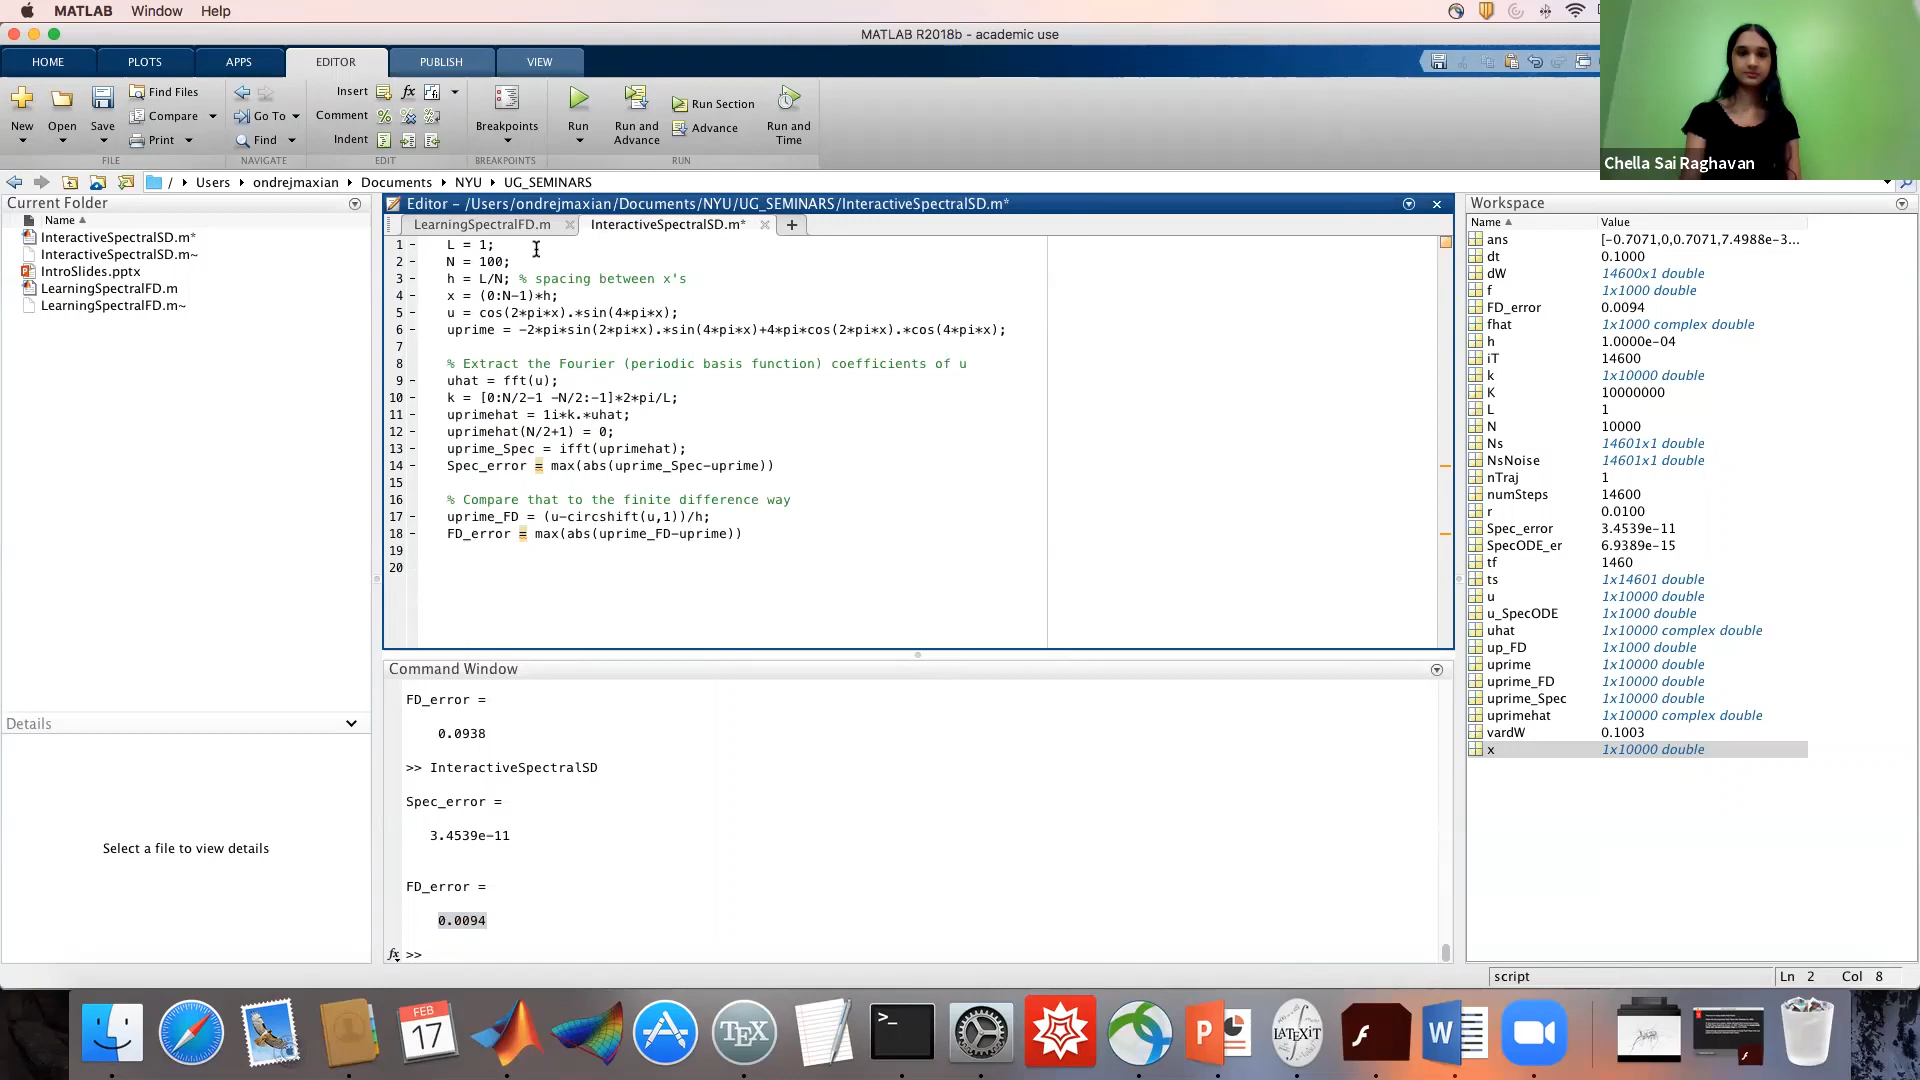 MATLAB Window Help
MATLAB R2018b - academic use
HOME PLOTS APPS EDITOR PUBLISH VIEW
New Open Save Find Files Compare Print
FILE
Go To Find
NAVIGATE
Insert fx
Comment
Indent
EDIT
Breakpoints
BREAKPOINTS
Run Run and Advance Run Section Advance Run and Time
RUN
Chella Sai Raghavan
/ Users ondrejmaxian Documents NYU UG_SEMINARS
Current Folder
Name
InteractiveSpectralSD.m*
InteractiveSpectralSD.m~
IntroSlides.pptx
LearningSpectralFD.m
LearningSpectralFD.m~
Details
Select a file to view details
Editor - /Users/ondrejmaxian/Documents/NYU/UG_SEMINARS/InteractiveSpectralSD.m*
LearningSpectralFD.m InteractiveSpectralSD.m*
1 - L = 1;
2 - N = 100;
3 - h = L/N; % spacing between x's
4 - x = (0:N-1)*h;
5 - u = cos(2*pi*x).*sin(4*pi*x);
6 - uprime = -2*pi*sin(2*pi*x).*sin(4*pi*x)+4*pi*cos(2*pi*x).*cos(4*pi*x);
7
8 % Extract the Fourier (periodic basis function) coefficients of u
9 - uhat = fft(u);
10 - k = [0:N/2-1 -N/2:-1]*2*pi/L;
11 - uprimehat = 1i*k.*uhat;
12 - uprimehat(N/2+1) = 0;
13 - uprime_Spec = ifft(uprimehat);
14 - Spec_error = max(abs(uprime_Spec-uprime))
15
16 % Compare that to the finite difference way
17 - uprime_FD = (u-circshift(u,1))/h;
18 - FD_error = max(abs(uprime_FD-uprime))
19
20
Command Window
FD_error =
0.0938
>> InteractiveSpectralSD
Spec_error =
3.4539e-11
FD_error =
0.0094
fx >>
Workspace
Name Value
ans [-0.7071,0,0.7071,7.4988e-3...
dt 0.1000
dW 14600x1 double
f 1x1000 double
FD_error 0.0094
fhat 1x1000 complex double
h 1.0000e-04
iT 14600
k 1x10000 double
K 10000000
L 1
N 10000
Ns 14601x1 double
NsNoise 14601x1 double
nTraj 1
numSteps 14600
r 0.0100
Spec_error 3.4539e-11
SpecODE_er 6.9389e-15
tf 1460
ts 1x14601 double
u 1x10000 double
u_SpecODE 1x1000 double
uhat 1x10000 complex double
up_FD 1x1000 double
uprime 1x10000 double
uprime_FD 1x10000 double
uprime_Spec 1x10000 double
uprimehat 1x10000 complex double
vardW 0.1003
x 1x10000 double
script Ln 2 Col 8
FEB
17
TEX
>_
P
LATEXiT
f
W